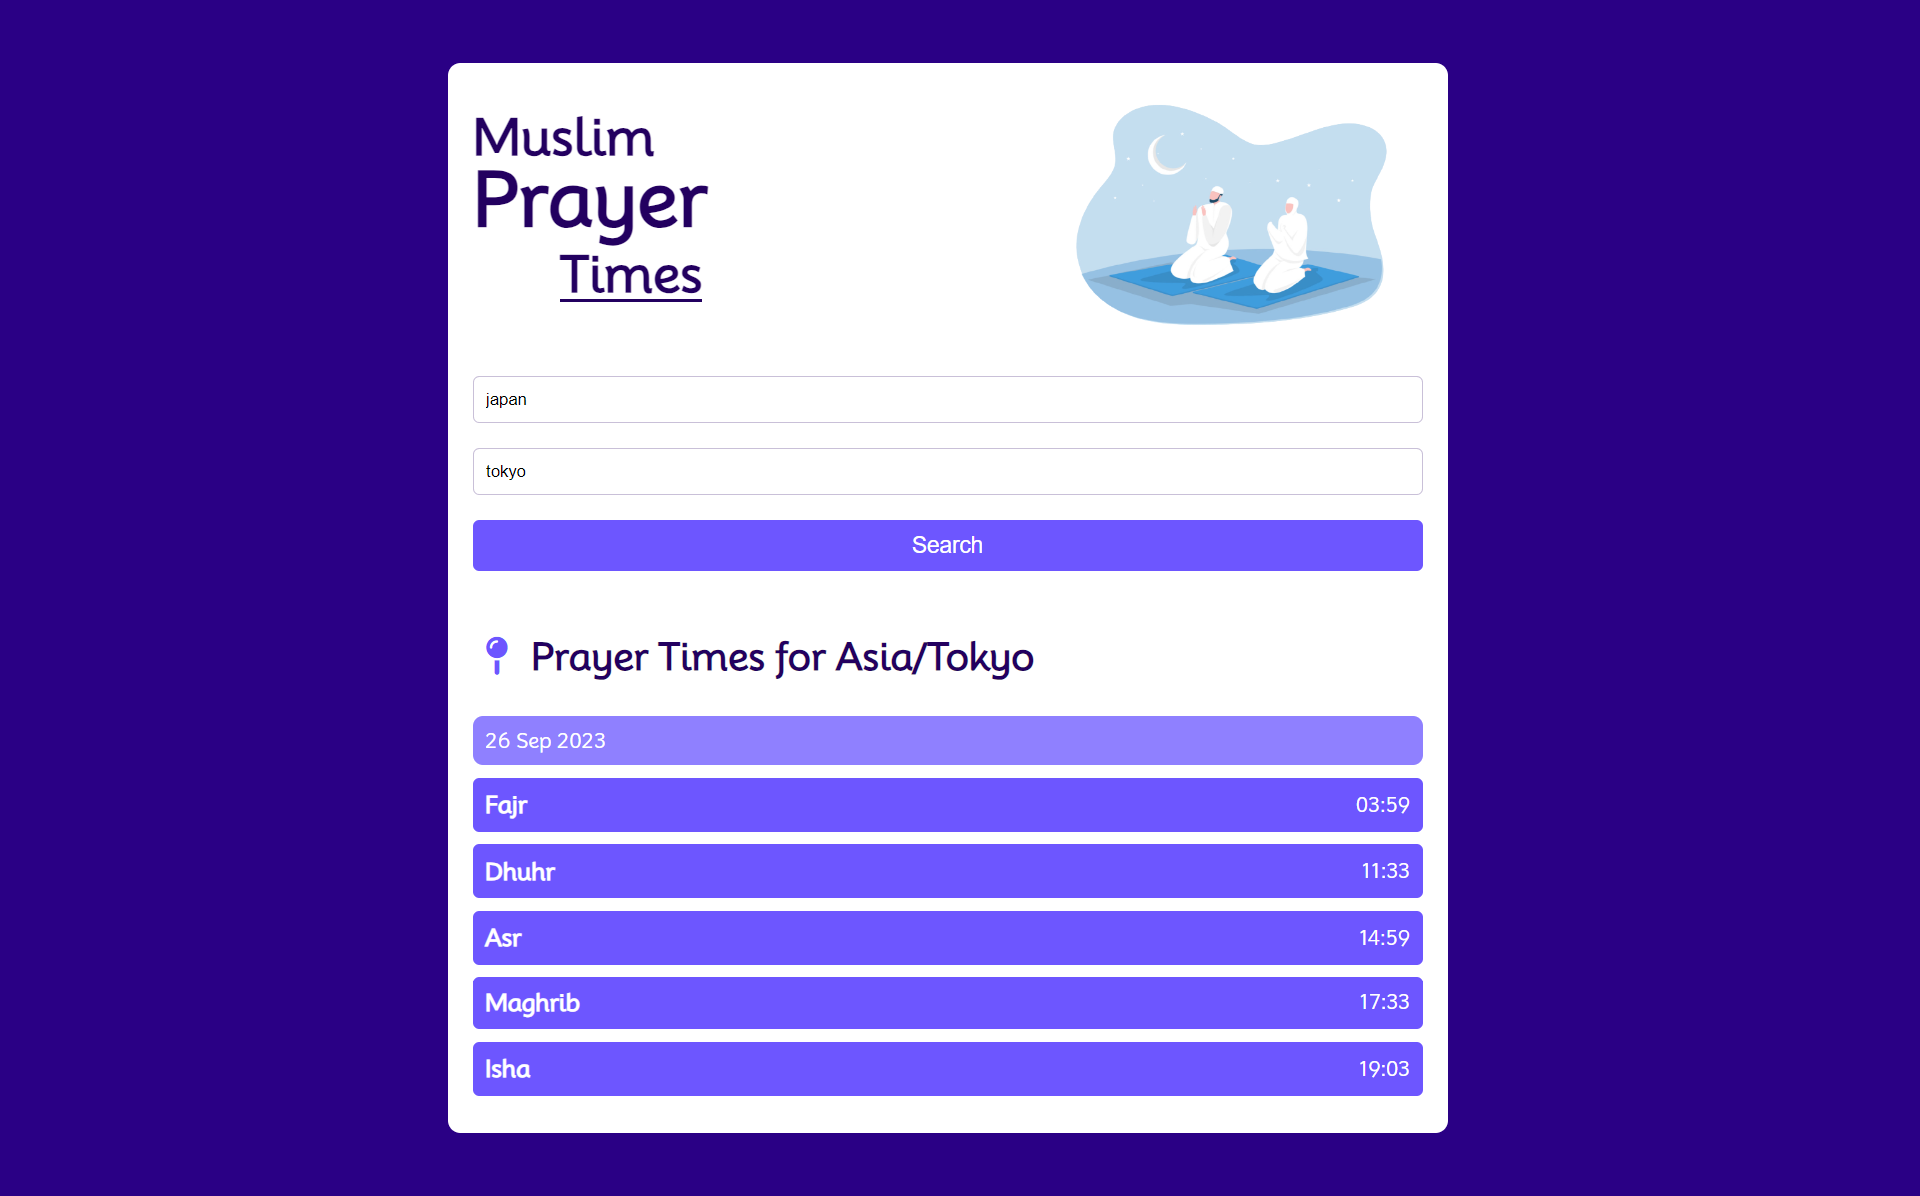 Muslim
Prayer
Times
japan
tokyo
Search
Prayer Times for Asia/Tokyo
26 Sep 2023
Fajr 03:59
Dhuhr 11:33
Asr 14:59
Maghrib 17:33
Isha 19:03